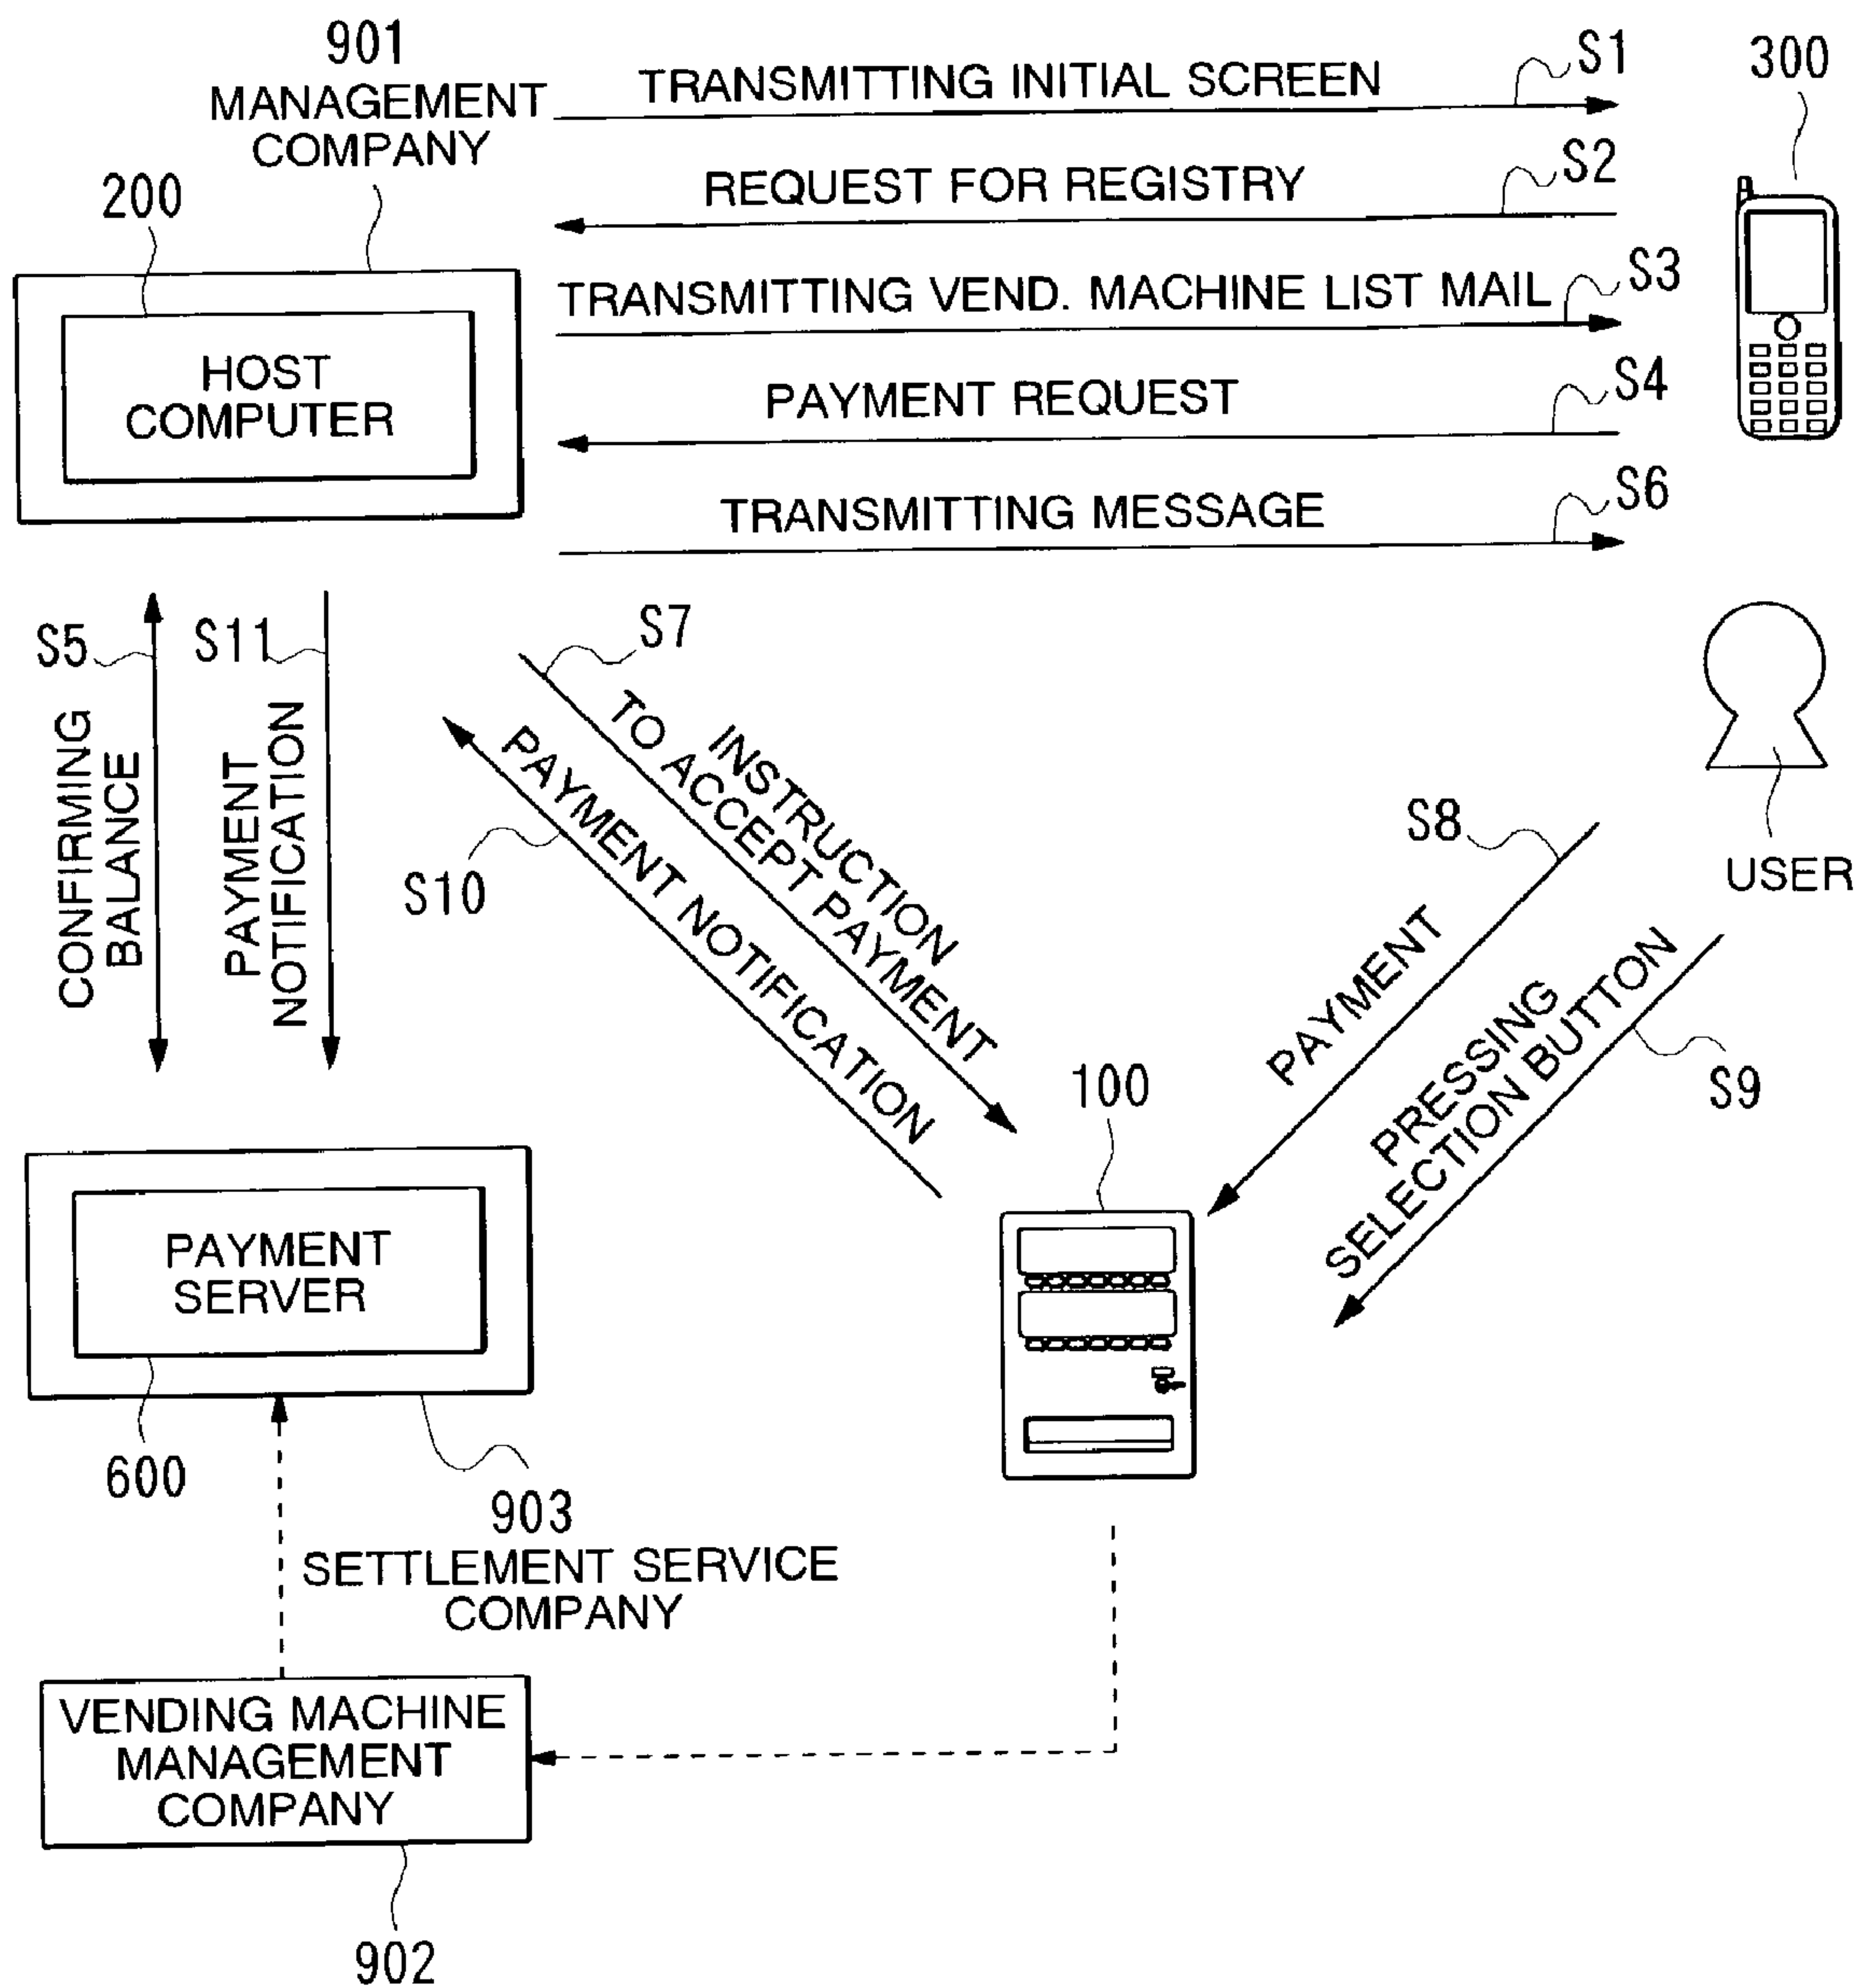 901
MANAGEMENT
COMPANY
TRANSMITTING INITIAL SCREEN
S1
300
REQUEST FOR REGISTRY
S2
200
TRANSMITTING VEND. MACHINE LIST MAIL
S3
HOST
COMPUTER
PAYMENT REQUEST
S4
TRANSMITTING MESSAGE
S6
S5
CONFIRMING
BALANCE
S11
PAYMENT
NOTIFICATION
S7
INSTRUCTION
TO ACCEPT PAYMENT
S10
PAYMENT NOTIFICATION
USER
S8
PAYMENT
PRESSING
SELECTION BUTTON
S9
100
PAYMENT
SERVER
600
903
SETTLEMENT SERVICE
COMPANY
VENDING MACHINE
MANAGEMENT
COMPANY
902